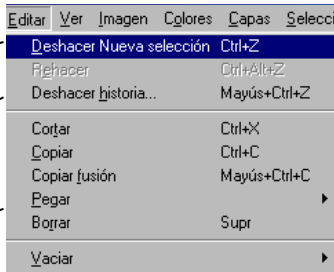 Editar Ver Imagen Colores Capas Selecci
Deshacer Nueva selección Ctrl+Z
Rehacer Ctrl+Alt+Z
Deshacer historia... Mayús+Ctrl+Z
Cortar Ctrl+X
Copiar Ctrl+C
Copiar fusión Mayús+Ctrl+C
Pegar
Borrar Supr
Vaciar